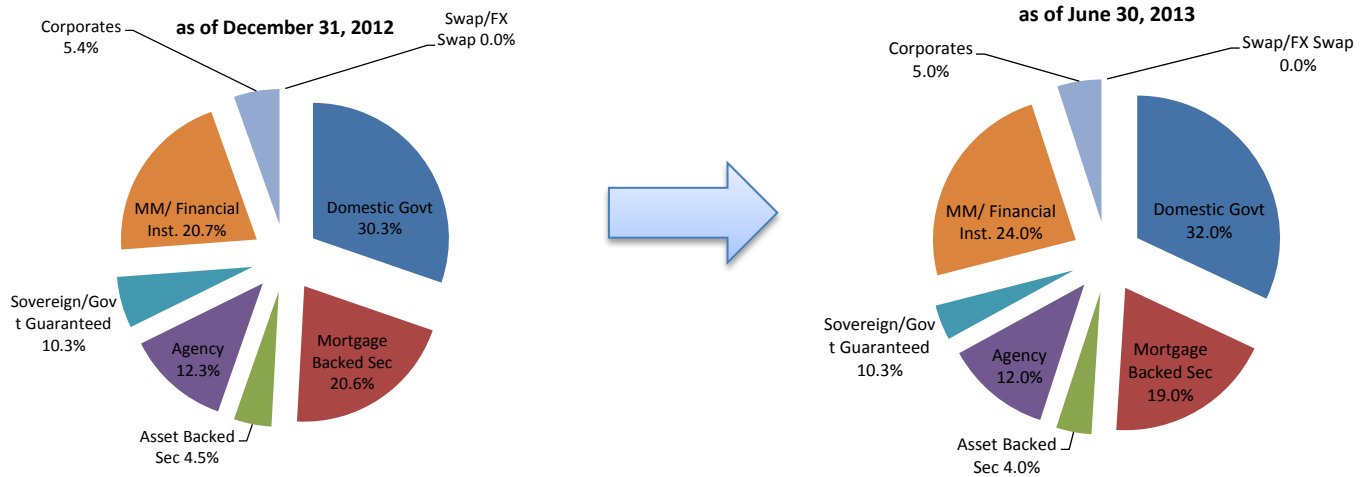 as of December 31, 2012
Corporates
5.4%
Swap/FX
Swap 0.0%
Domestic Govt
30.3%
MM/ Financial
Inst. 20.7%
Sovereign/Gov
t Guaranteed
10.3%
Agency
12.3%
Mortgage
Backed Sec
20.6%
Asset Backed
Sec 4.5%
as of June 30, 2013
Corporates
5.0%
Swap/FX Swap
0.0%
Domestic Govt
32.0%
MM/ Financial
Inst. 24.0%
Sovereign/Gov
t Guaranteed
10.3%
Agency
12.0%
Mortgage
Backed Sec
19.0%
Asset Backed
Sec 4.0%